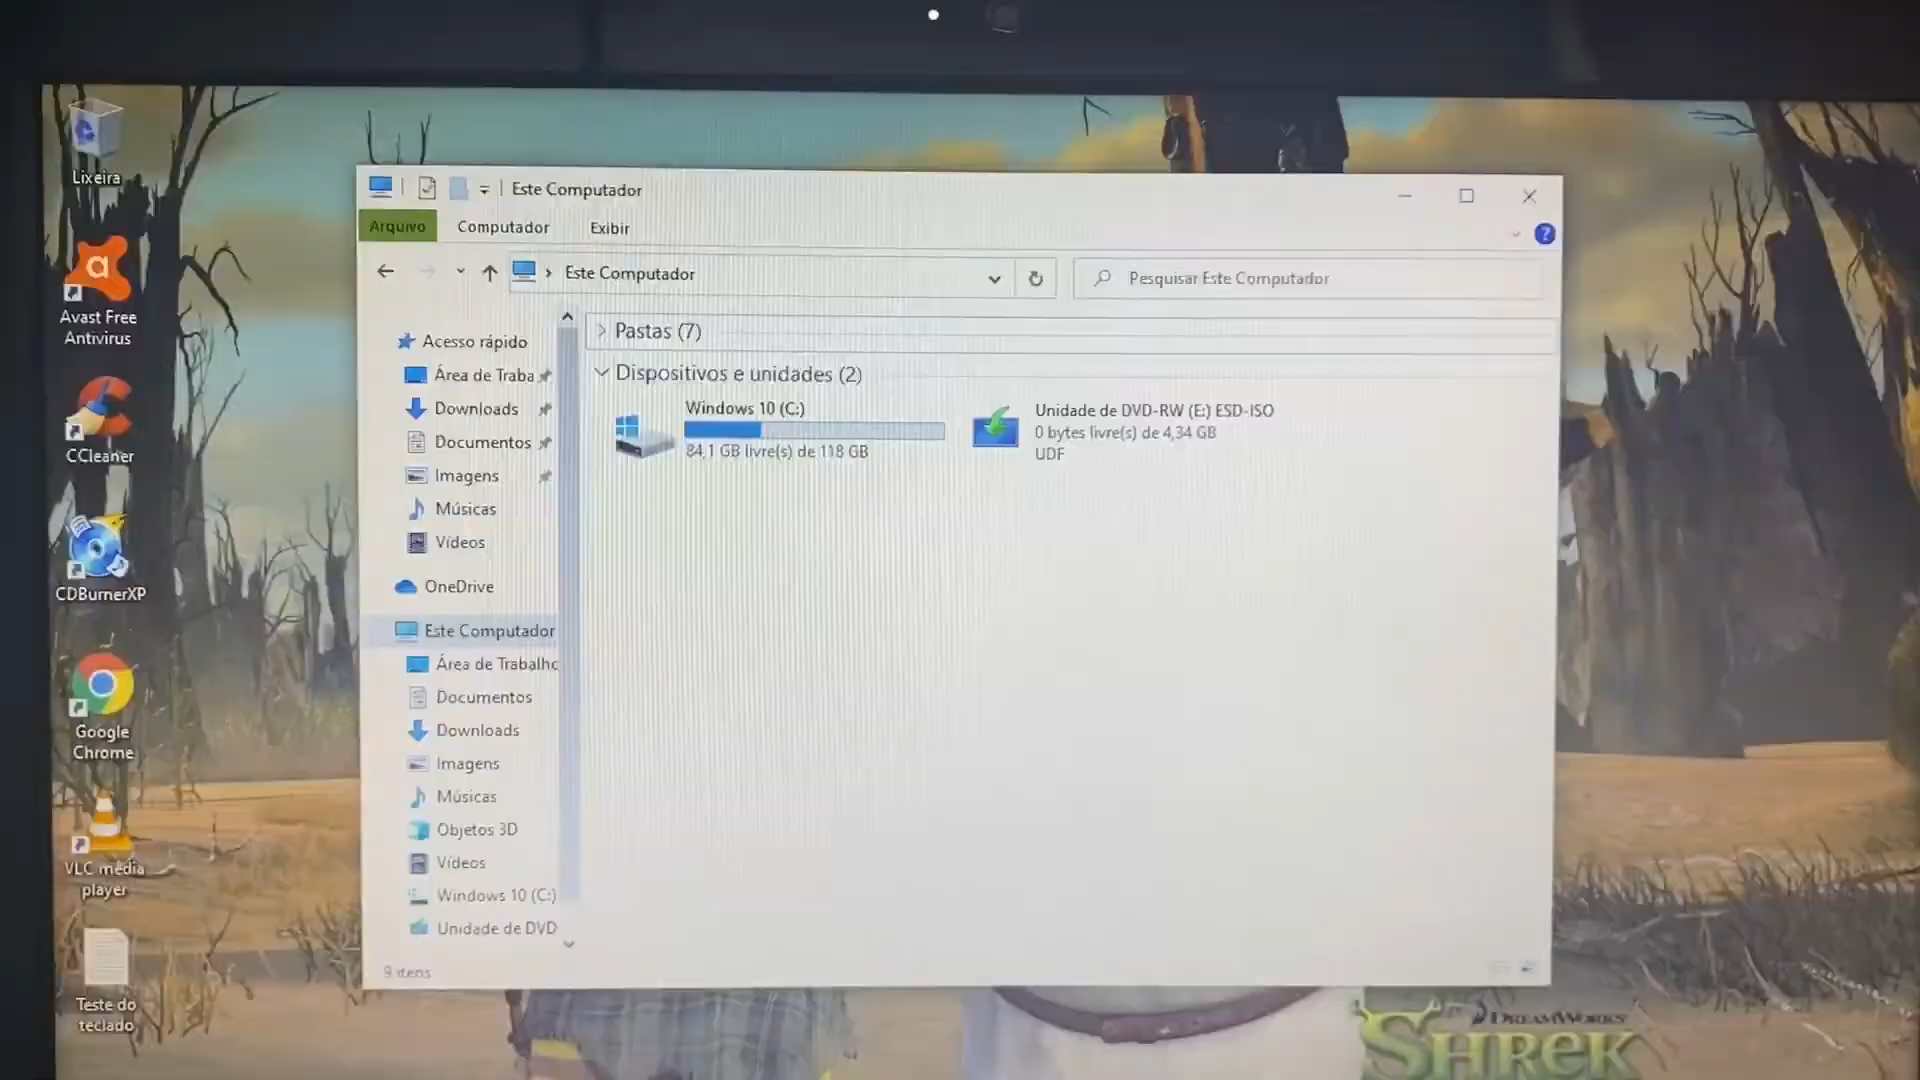 Lixeira
Avast Free
Antivirus
CCleaner
CDBurnerXP
Google
Chrome
VLC media
player
Teste do
teclado
Este Computador
Arquivo
Computador
Exibir
?
Este Computador
Pesquisar Este Computador
Acesso rápido
Área de Traba
Downloads
Documentos
Imagens
Músicas
Vídeos
OneDrive
Este Computador
Área de Trabalho
Documentos
Downloads
Imagens
Músicas
Objetos 3D
Vídeos
Windows 10 (C:)
Unidade de DVD
Pastas (7)
Dispositivos e unidades (2)
Windows 10 (C:)
84,1 GB livre(s) de 118 GB
Unidade de DVD-RW (E:) ESD-ISO
0 bytes livre(s) de 4,34 GB
UDF
9 itens
DREAMWORKS
SHREK